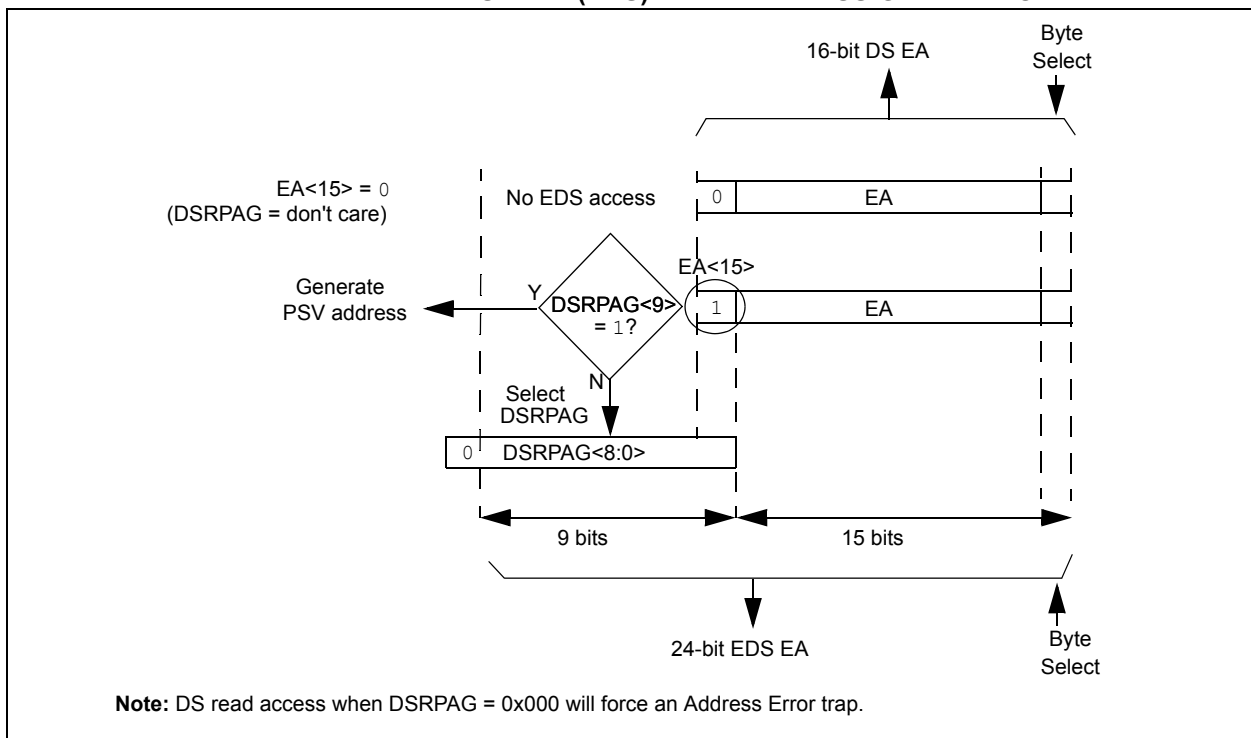 16-bit DS EA
Byte
Select
EA<15> = 0
(DSRPAG = don't care)
No EDS access
0
EA
EA<15>
Generate
PSV address
Y
DSRPAG<9>
= 1?
1
EA
N
Select
DSRPAG
0
DSRPAG<8:0>
9 bits
15 bits
24-bit EDS EA
Byte
Select
Note: DS read access when DSRPAG = 0x000 will force an Address Error trap.